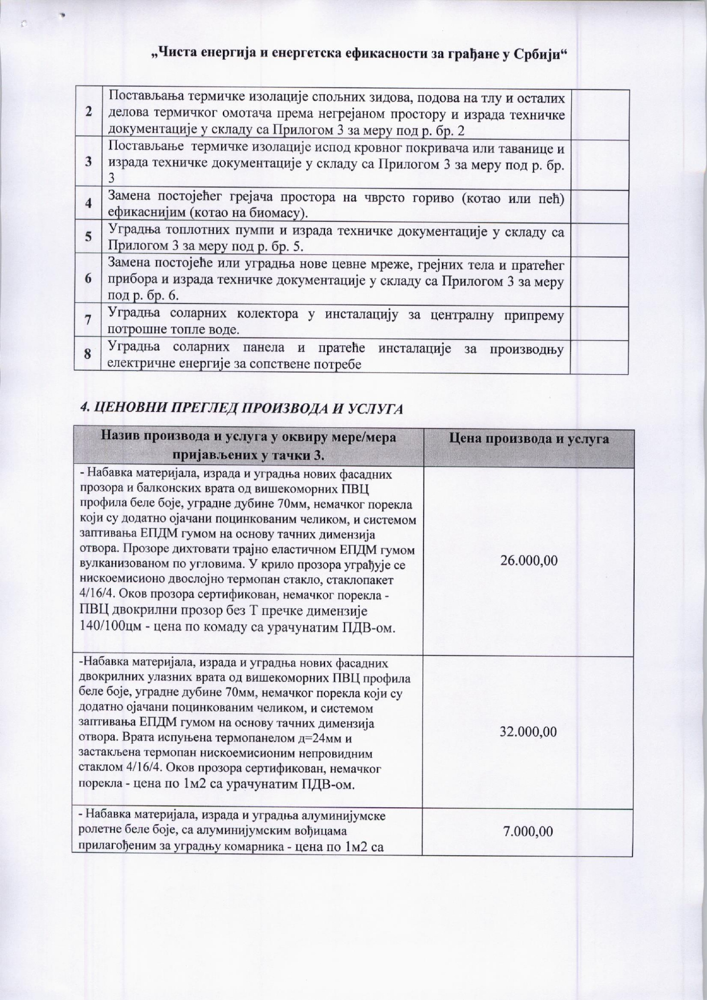 „Чиста енергија и енергетска ефикасности за грађане у Србији“
2
Постављања термичке изолације спољних зидова, подова на тлу и осталих
делова термичког омотача према негрејаном простору и израда техничке
документације у складу са Прилогом 3 за меру под р. бр. 2
3
Постављање термичке изолације испод кровног покривача или таванице и
израда техничке документације у складу са Прилогом 3 за меру под р. бр.
3
4
Замена постојећег грејача простора на чврсто гориво (котао или пећ)
ефикаснијим (котао на биомасу).
5
Уградња топлотних пумпи и израда техничке документације у складу са
Прилогом 3 за меру под р. бр. 5.
6
Замена постојеће или уградња нове цевне мреже, грејних тела и пратећег
прибора и израда техничке документације у складу са Прилогом 3 за меру
под р. бр. 6.
7
Уградња соларних колектора у инсталацију за централну припрему
потрошне топле воде.
8
Уградња соларних панела и пратеће инсталације за производњу
електричне енергије за сопствене потребе
4. ЦЕНОВНИ ПРЕГЛЕД ПРОИЗВОДА И УСЛУГА
Назив производа и услуга у оквиру мере/мера
пријављених у тачки 3.
Цена производа и услуга
- Набавка материјала, израда и уградња нових фасадних
прозора и балконских врата од вишекоморних ПВЦ
профила беле боје, уградне дубине 70мм, немачког порекла
који су додатно ојачани поцинкованим челиком, и системом
заптивања ЕПДМ гумом на основу тачних димензија
отвора. Прозоре дихтовати трајно еластичном ЕПДМ гумом
вулканизованом по угловима. У крило прозора уграђује се
нискоемисионо двослојно термопан стакло, стаклопакет
4/16/4. Оков прозора сертификован, немачког порекла -
ПВЦ двокрилни прозор без Т пречке димензије
140/100цм - цена по комаду са урачунатим ПДВ-ом.
26.000,00
-Набавка материјала, израда и уградња нових фасадних
двокрилних улазних врата од вишекоморних ПВЦ профила
беле боје, уградне дубине 70мм, немачког порекла који су
додатно ојачани поцинкованим челиком, и системом
заптивања ЕПДМ гумом на основу тачних димензија
отвора. Врата испуњена термопанелом д=24мм и
застакљена термопан нискоемисионим непровидним
стаклом 4/16/4. Оков прозора сертификован, немачког
порекла - цена по 1м2 са урачунатим ПДВ-ом.
32.000,00
- Набавка материјала, израда и уградња алуминијумске
ролетне беле боје, са алуминијумским вођицама
прилагођеним за уградњу комарника - цена по 1м2 са
7.000,00